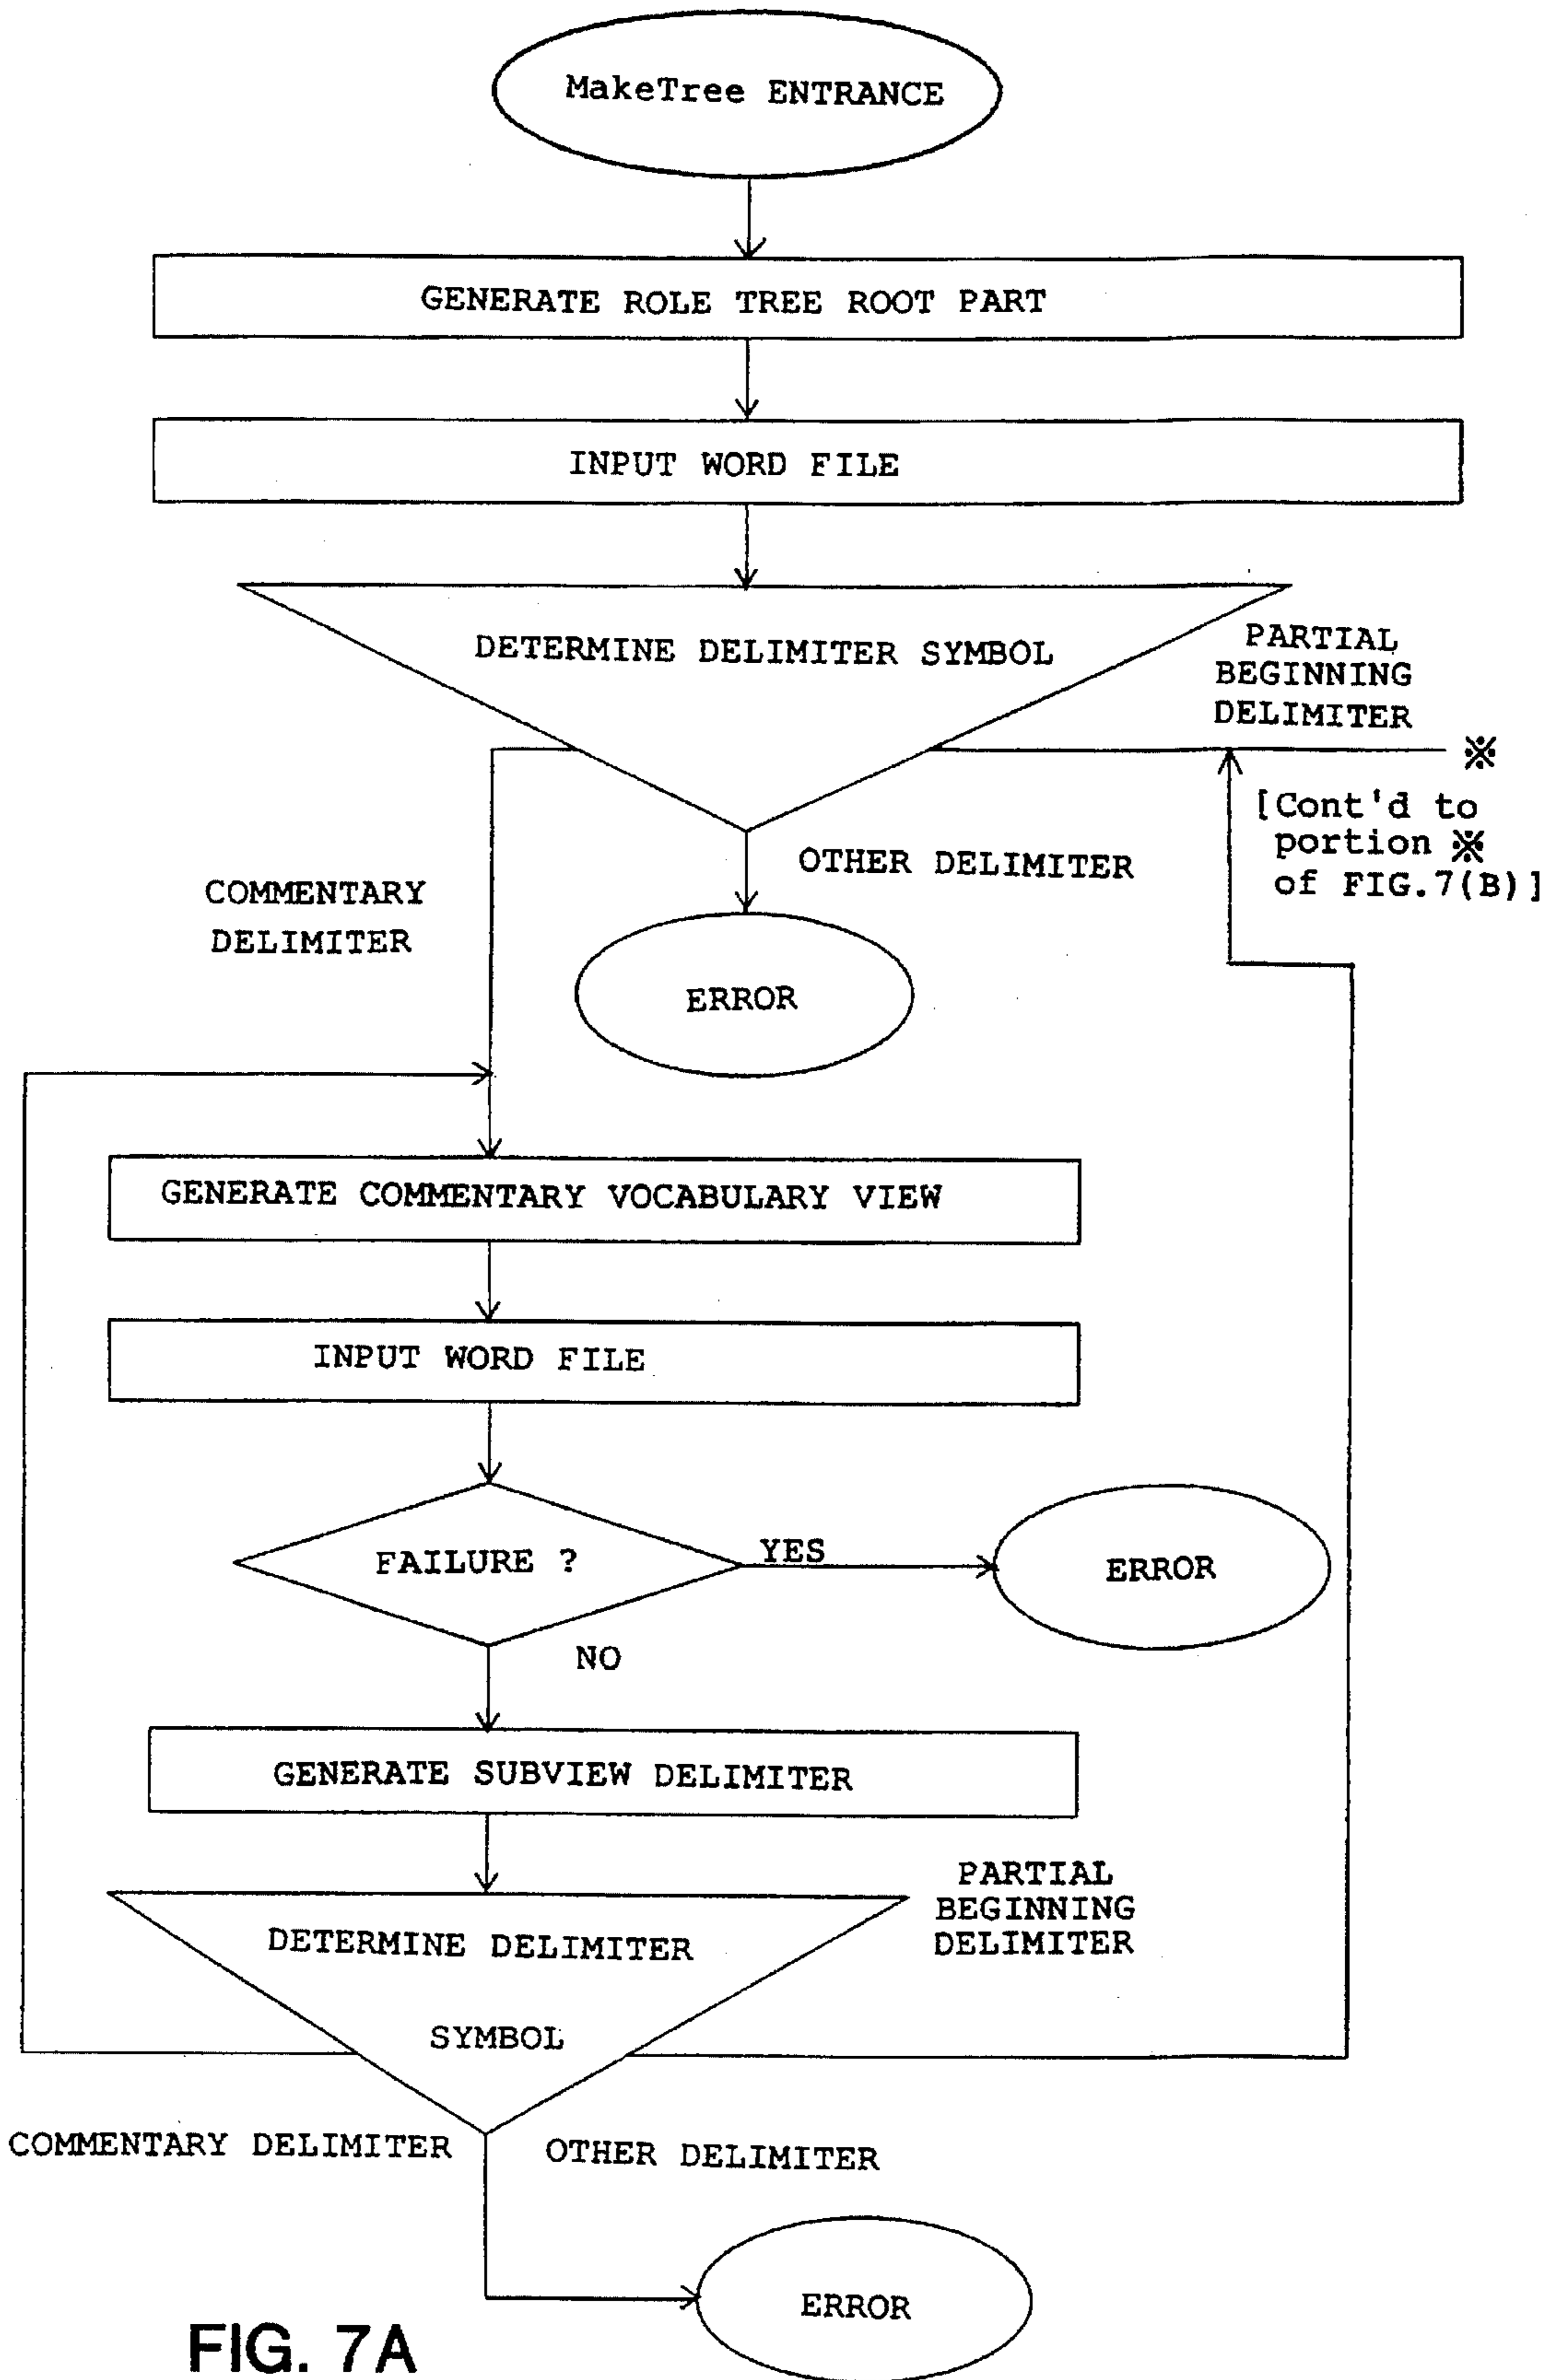 MakeTree ENTRANCE
GENERATE ROLE TREE ROOT PART
INPUT WORD FILE
DETERMINE DELIMITER SYMBOL
PARTIAL
BEGINNING
DELIMITER
※
[Cont'd to
portion ※
of FIG.7(B)]
OTHER DELIMITER
COMMENTARY
DELIMITER
ERROR
GENERATE COMMENTARY VOCABULARY VIEW
INPUT WORD FILE
FAILURE ?
YES
ERROR
NO
GENERATE SUBVIEW DELIMITER
PARTIAL
BEGINNING
DELIMITER
DETERMINE DELIMITER
SYMBOL
COMMENTARY DELIMITER
OTHER DELIMITER
ERROR
FIG. 7A